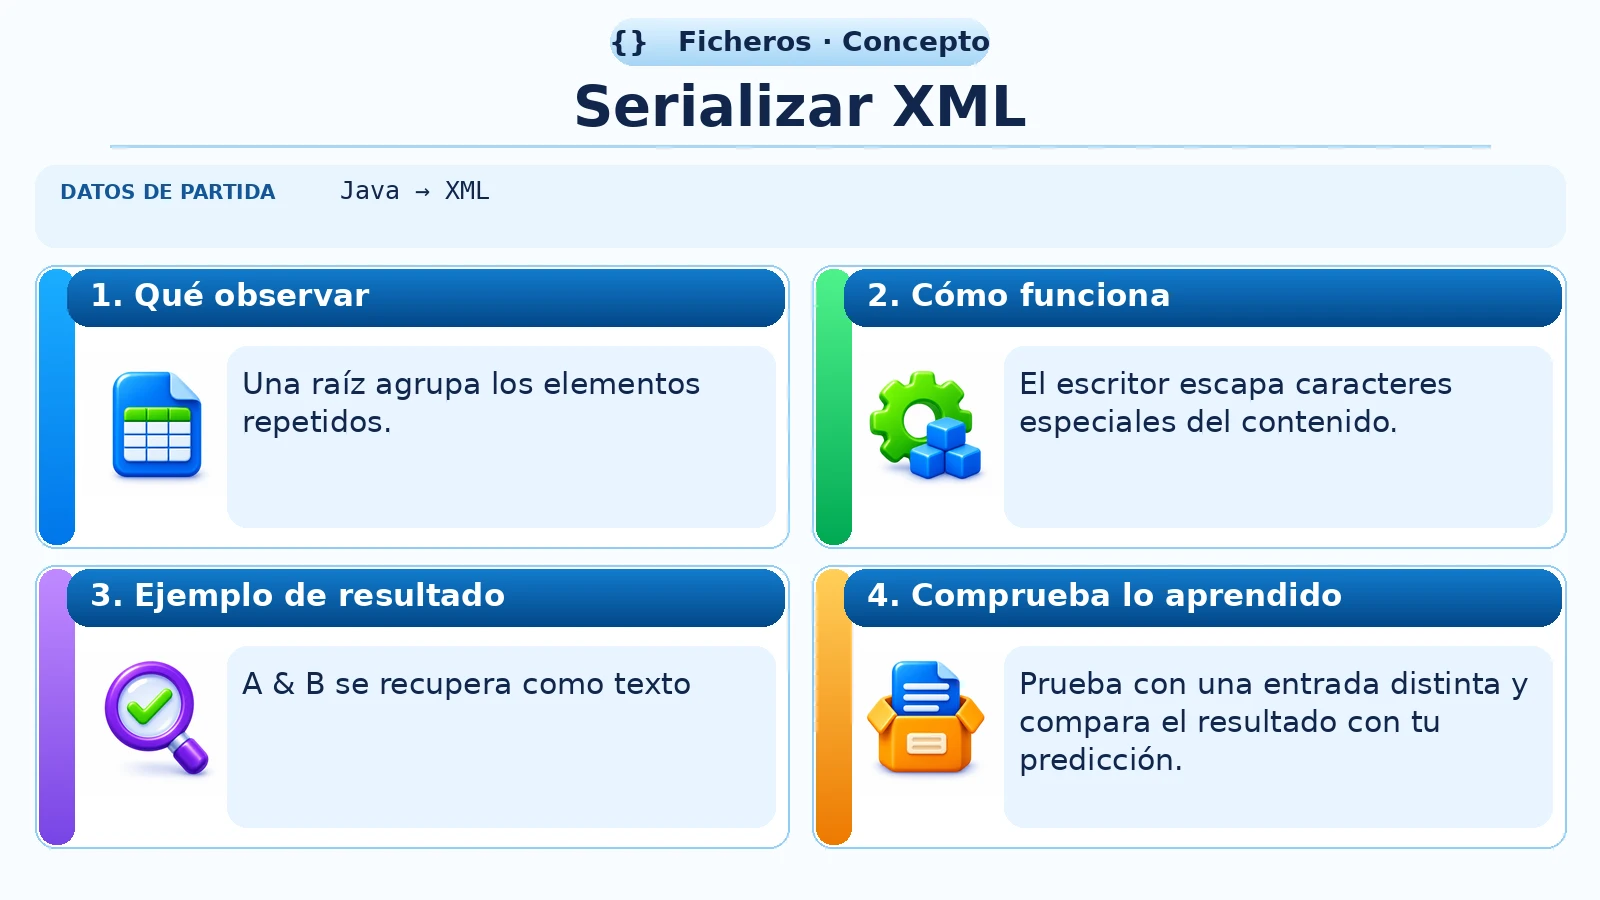 {} Ficheros · Concepto
Serializar XML
DATOS DE PARTIDA Java → XML
1. Qué observar
Una raíz agrupa los elementos
repetidos.
2. Cómo funciona
El escritor escapa caracteres
especiales del contenido.
3. Ejemplo de resultado
A & B se recupera como texto
4. Comprueba lo aprendido
Prueba con una entrada distinta y
compara el resultado con tu
predicción.